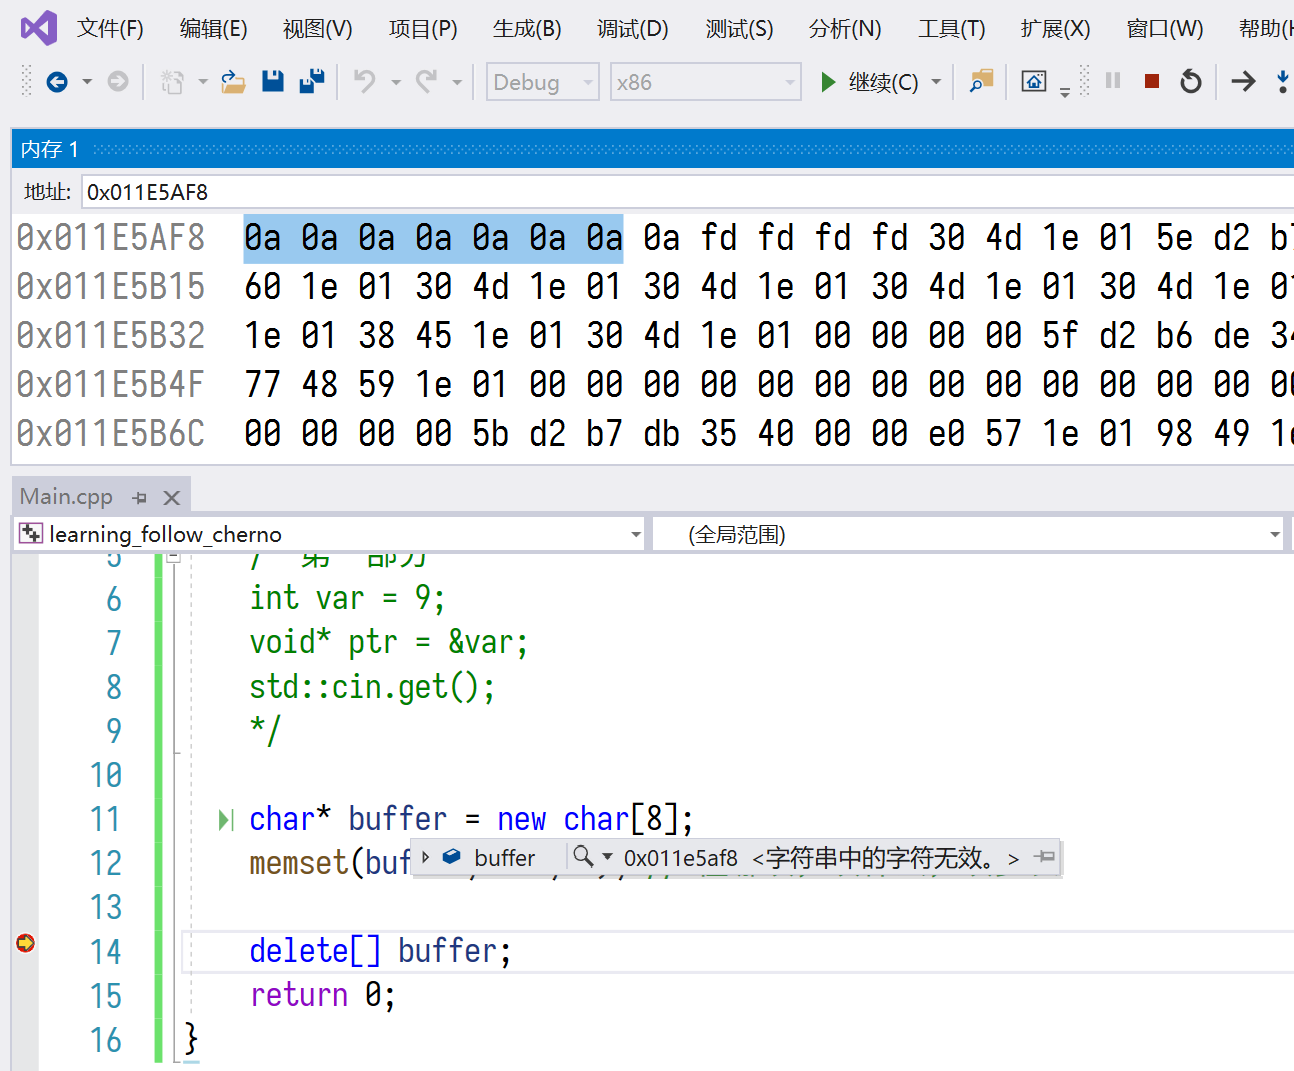 文件(F) 编辑(E) 视图(V) 项目(P) 生成(B) 调试(D) 测试(S) 分析(N) 工具(T) 扩展(X) 窗口(W) 帮助(H
Debug x86 继续(C)
内存 1
地址: 0x011E5AF8
0x011E5AF8 0a 0a 0a 0a 0a 0a 0a 0a fd fd fd fd 30 4d 1e 01 5e d2 b7
0x011E5B15 60 1e 01 30 4d 1e 01 30 4d 1e 01 30 4d 1e 01 30 4d 1e 01
0x011E5B32 1e 01 38 45 1e 01 30 4d 1e 01 00 00 00 00 5f d2 b6 de 34
0x011E5B4F 77 48 59 1e 01 00 00 00 00 00 00 00 00 00 00 00 00 00 00
0x011E5B6C 00 00 00 00 5b d2 b7 db 35 40 00 00 e0 57 1e 01 98 49 1e
Main.cpp
learning_follow_cherno (全局范围)
5
6 int var = 9;
7 void* ptr = &var;
8 std::cin.get();
9 */
10
11 char* buffer = new char[8];
12 memset(buf
buffer 0x011e5af8 <字符串中的字符无效。>
13
14 delete[] buffer;
15 return 0;
16 }